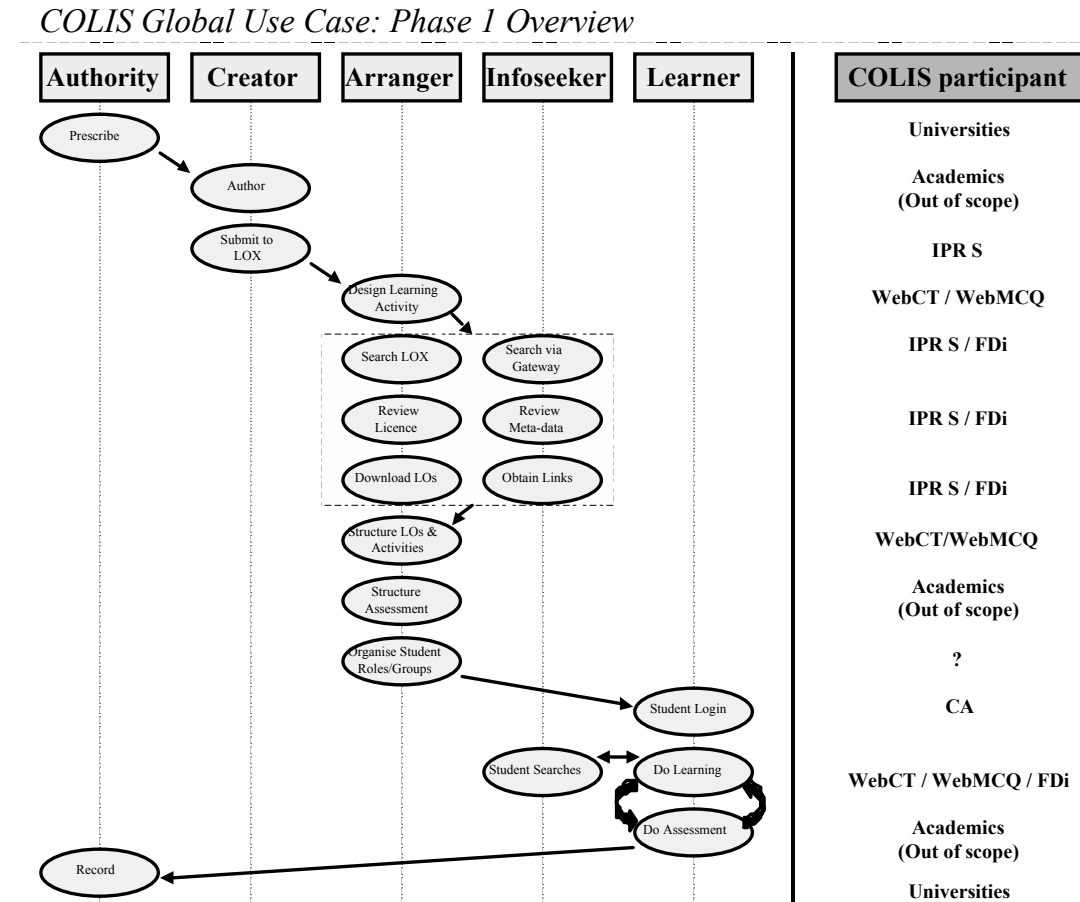 COLIS Global Use Case: Phase 1 Overview
Authority
Creator
Arranger
Infoseeker
Learner
COLIS participant
Prescribe
Universities
Author
Academics
(Out of scope)
Submit to
LOX
IPR S
Design Learning
Activity
WebCT / WebMCQ
Search LOX
Search via
Gateway
IPR S / FDi
Review
Licence
Review
Meta-data
IPR S / FDi
Download LOs
Obtain Links
IPR S / FDi
Structure LOs &
Activities
WebCT/WebMCQ
Structure
Assessment
Academics
(Out of scope)
Organise Student
Roles/Groups
?
Student Login
CA
Student Searches
Do Learning
WebCT / WebMCQ / FDi
Do Assessment
Academics
(Out of scope)
Record
Universities